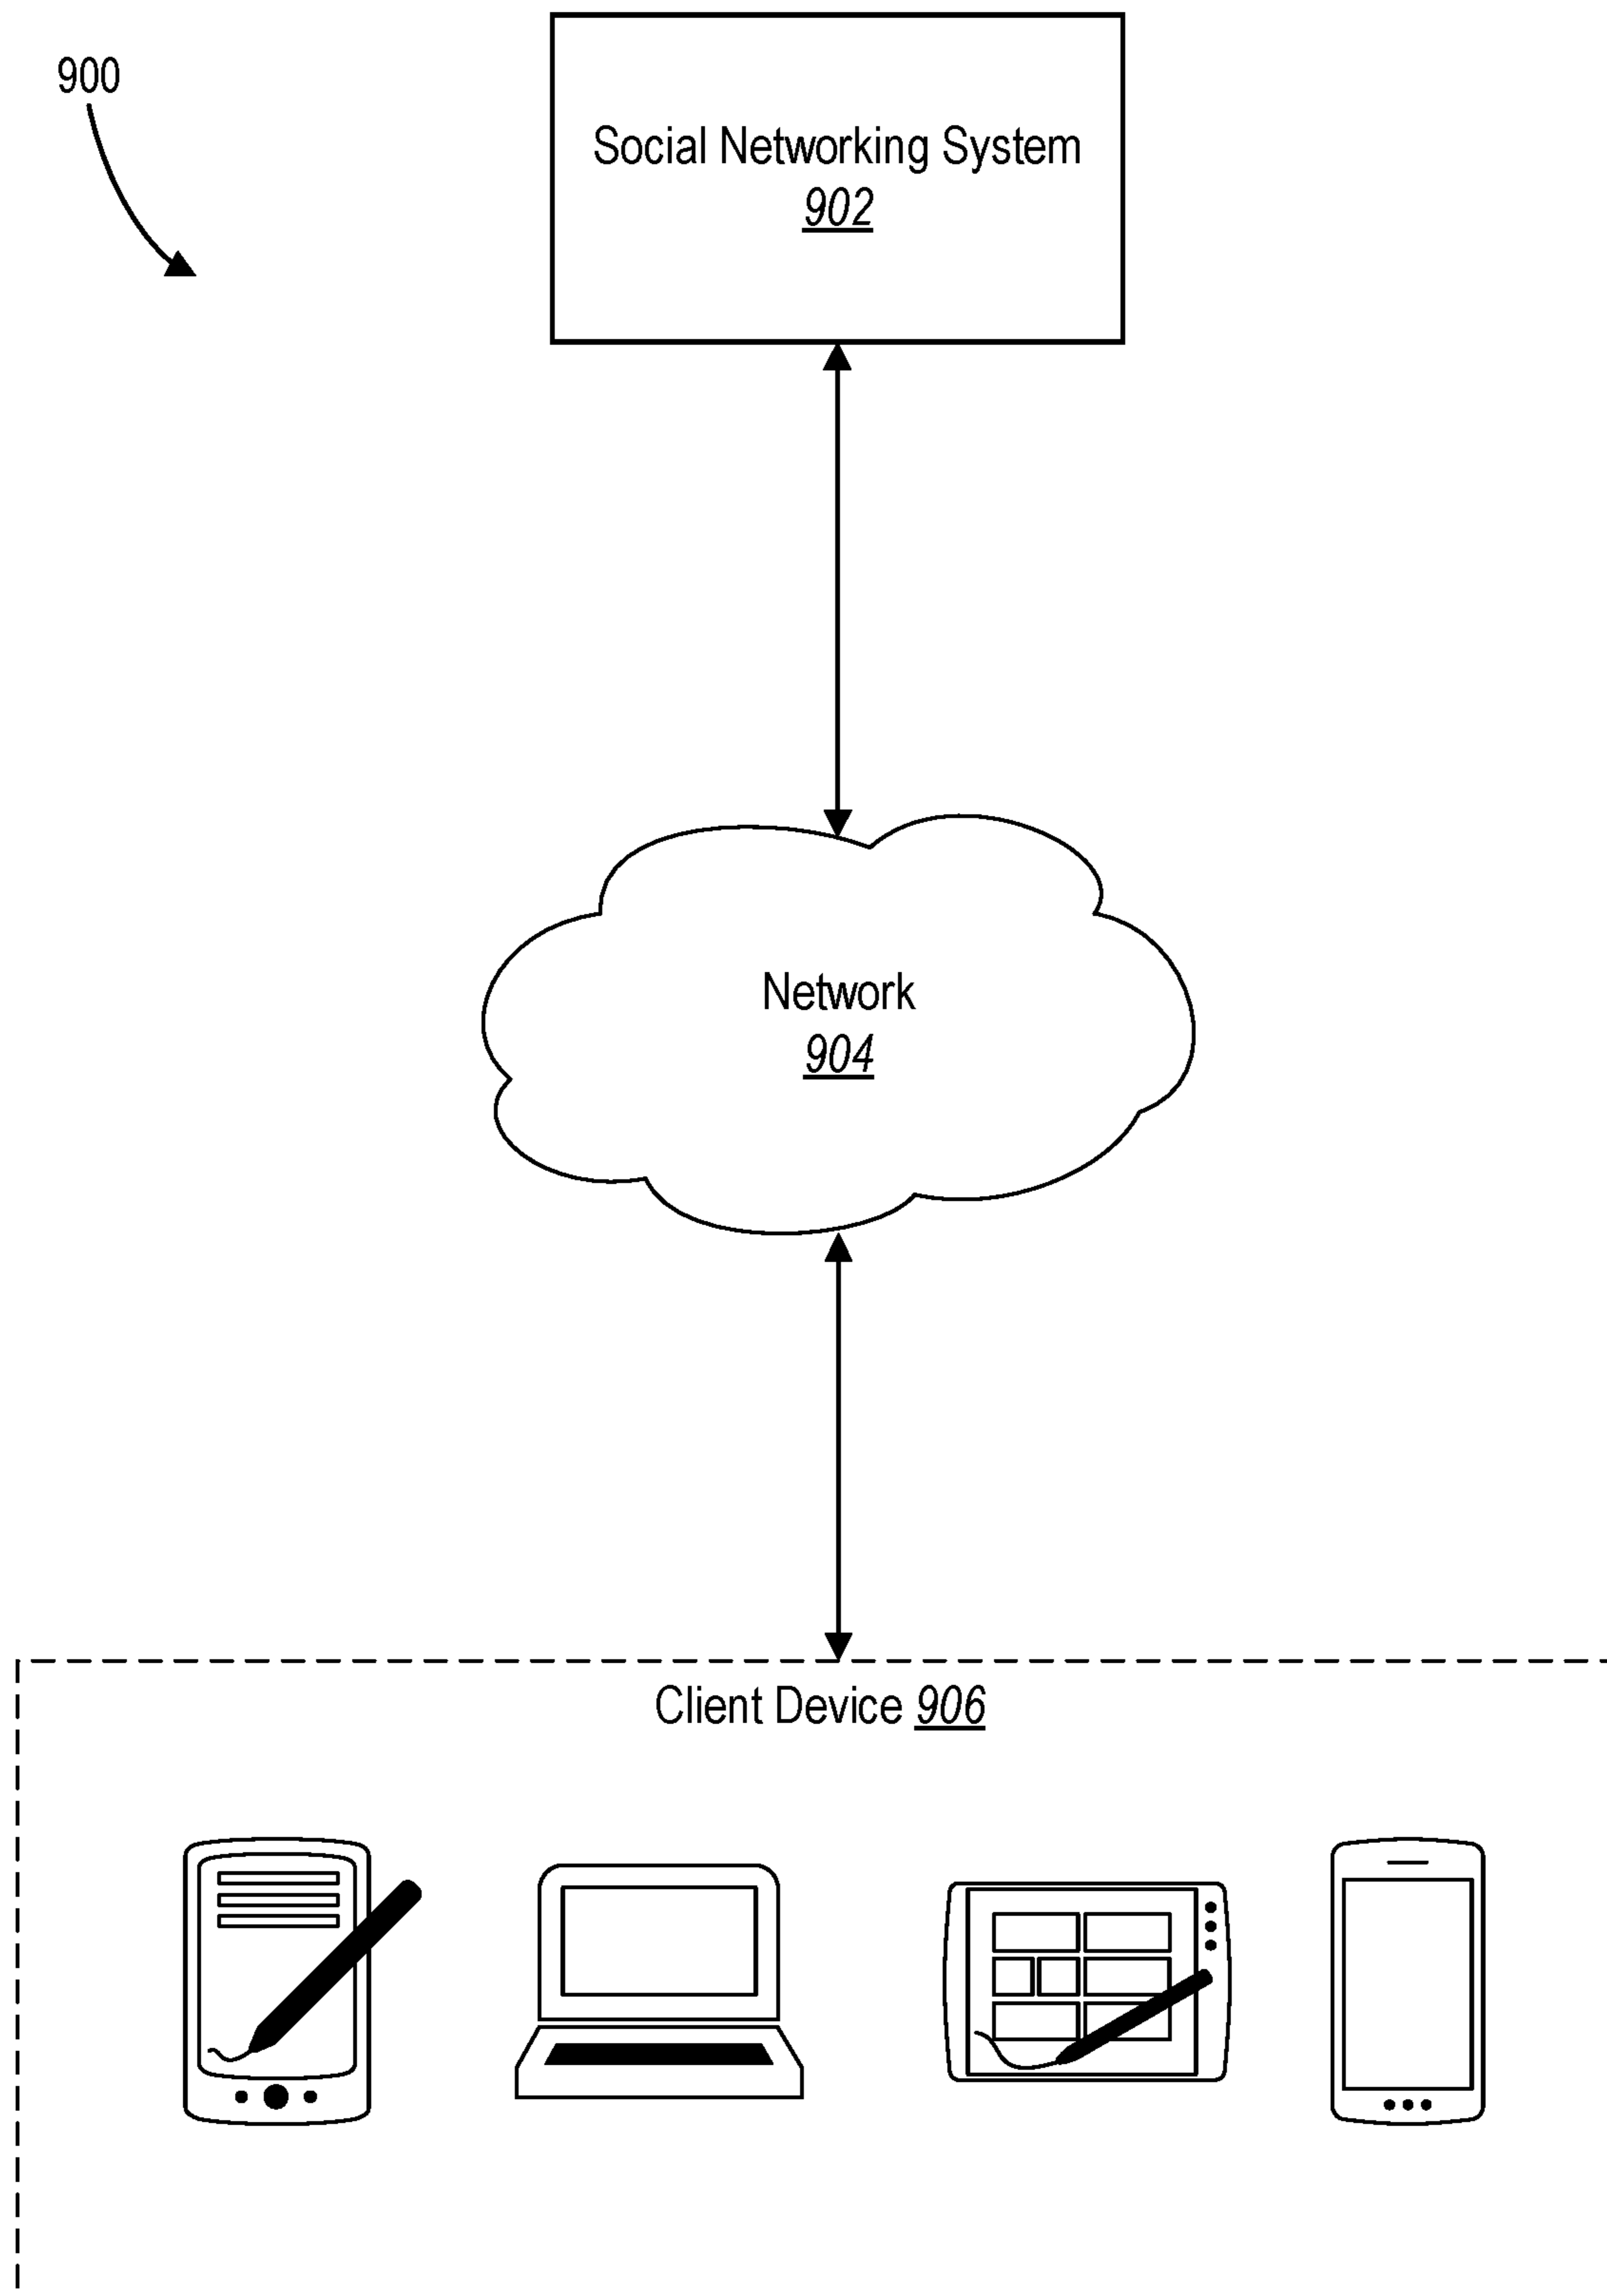 900
Social Networking System
902
Network
904
Client Device 906